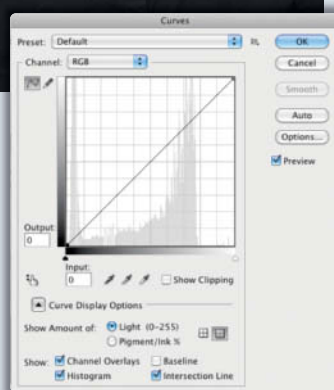 Curves
Preset: Default
OK
Channel: RGB
Cancel
Smooth
Auto
Options...
Preview
Output:
0
Input:
0
Show Clipping
Curve Display Options
Show Amount of: Light (0-255)
Pigment/Ink %
Show: Channel Overlays Baseline
Histogram Intersection Line